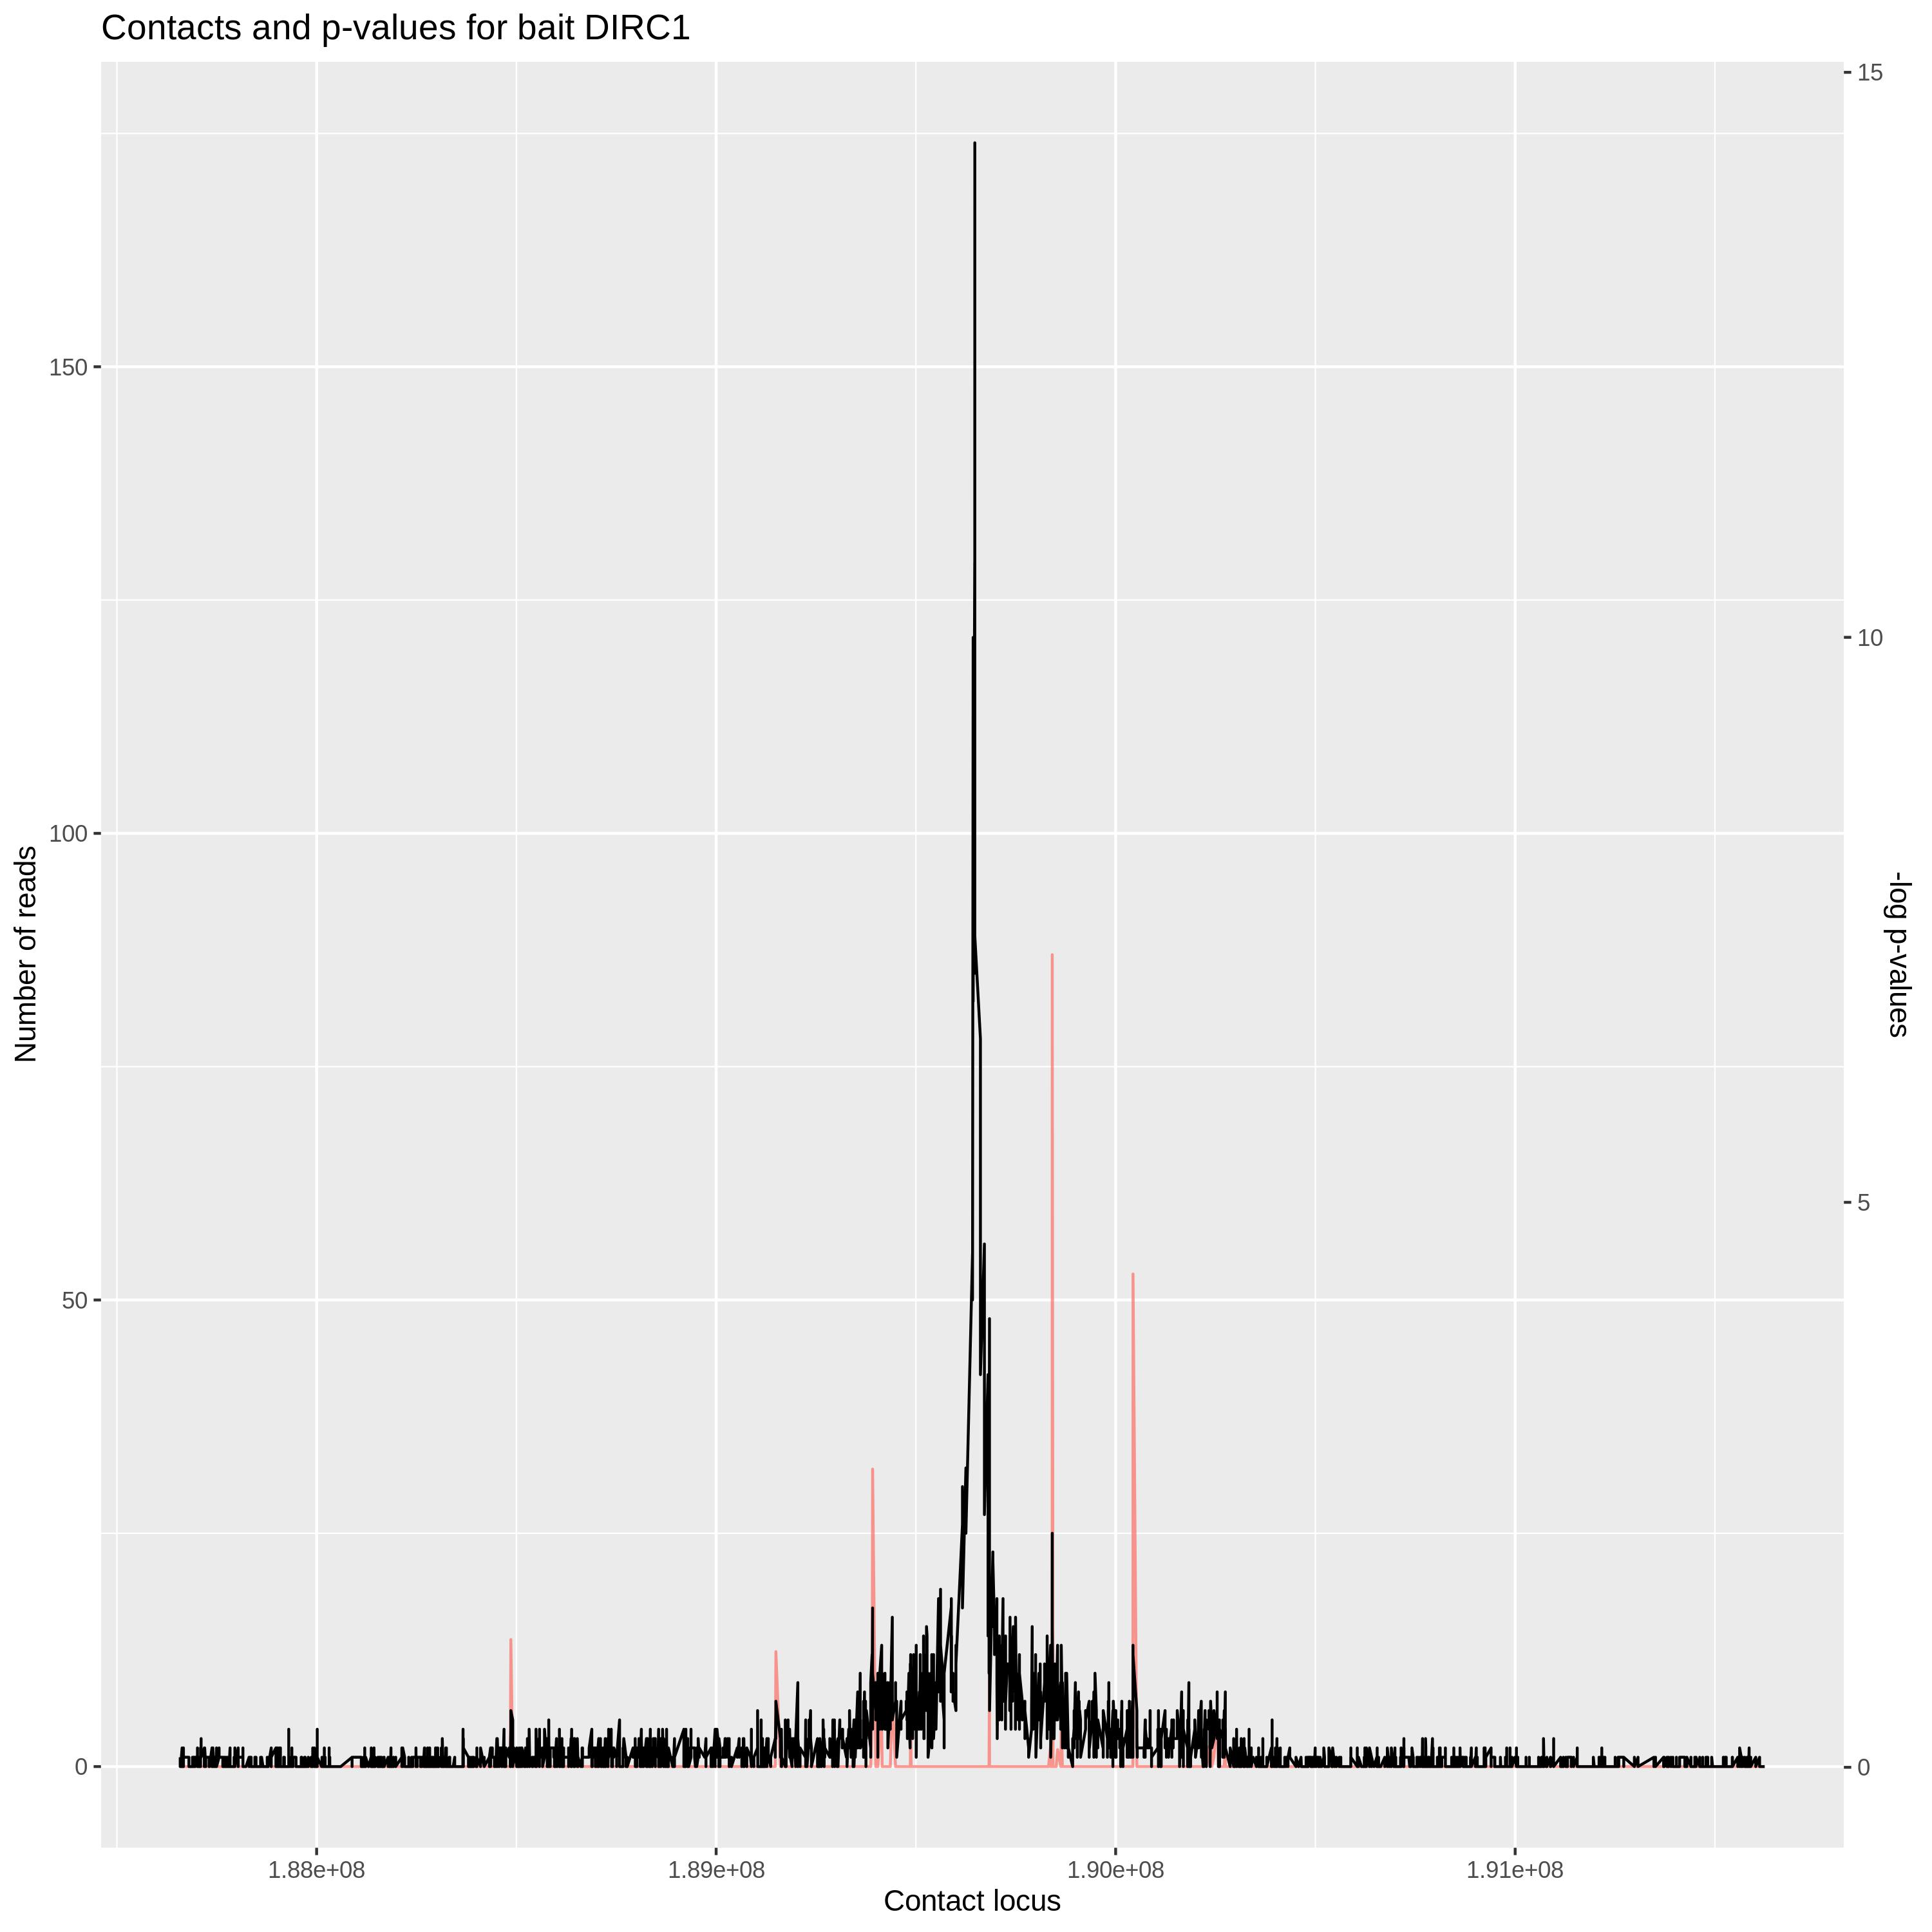 Contacts and p-values for bait DIRC1
15
150
10
100
Number of reads
-log p-values
5
50
0
0
1.88e+08 1.89e+08 1.90e+08 1.91e+08
Contact locus